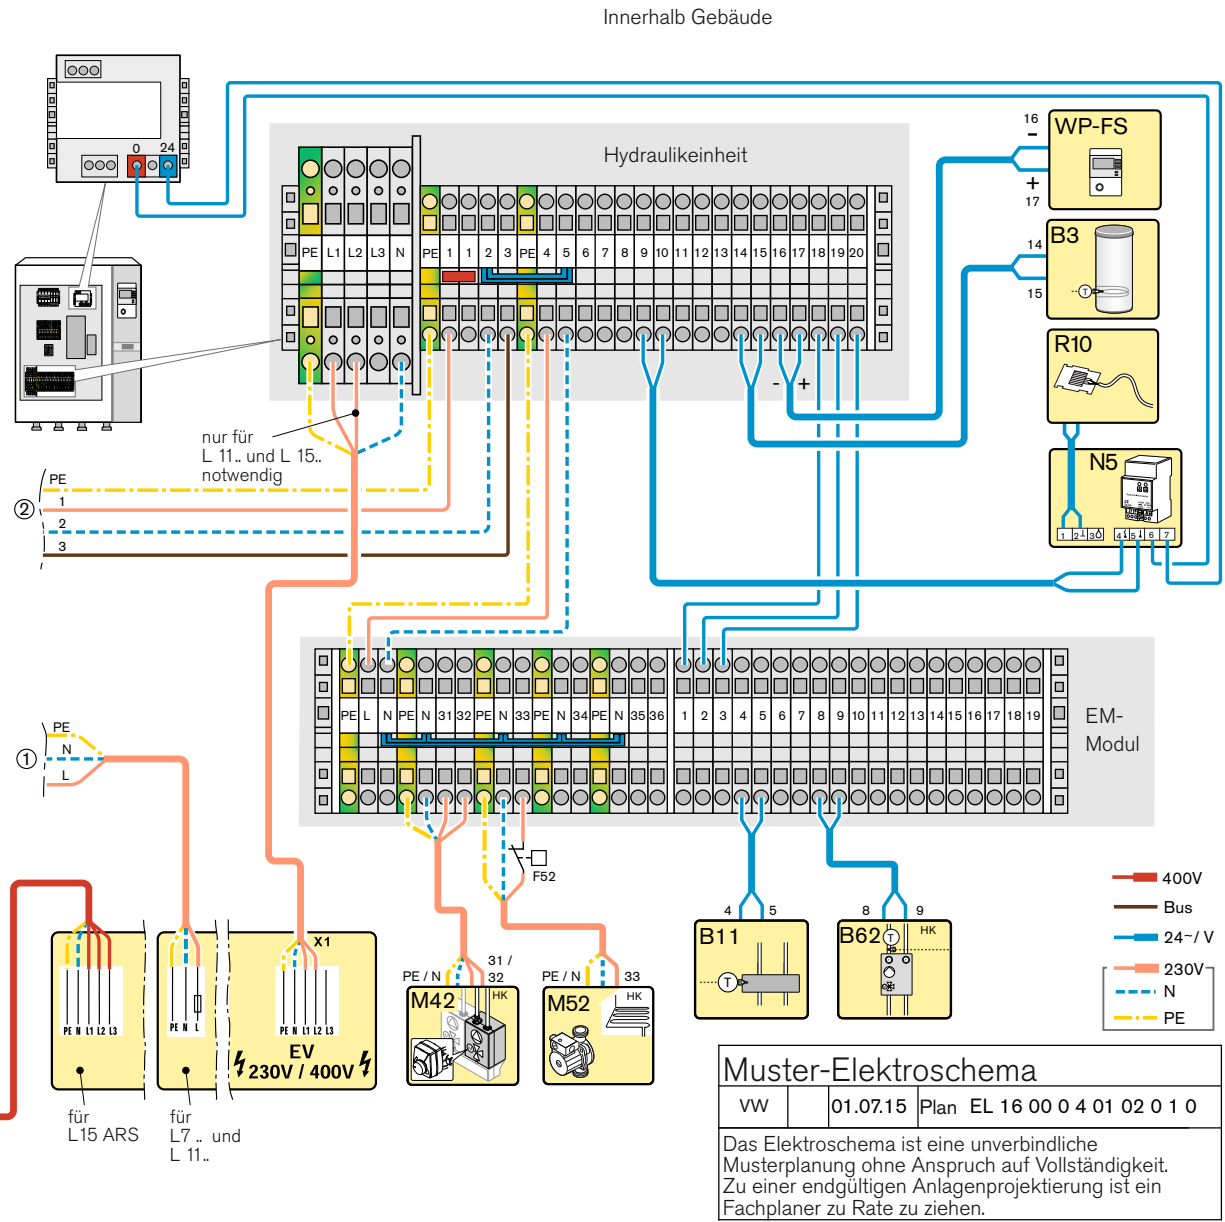 Innerhalb Gebäude
0 24
Hydraulikeinheit
PE L1 L2 L3 N PE 1 1 2 3 PE 4 5 6 7 8 9 10 11 12 13 14 15 16 17 18 19 20
- +
16
-
+
17
WP-FS
14
15
B3
T
R10
N5
1 2 3 4 5 6 7
nur für
L 11.. und L 15..
notwendig
2
PE
1
2
3
PE L N PE N 31 32 PE N 33 PE N 34 PE N 35 36 1 2 3 4 5 6 7 8 9 10 11 12 13 14 15 16 17 18 19
EM-
Modul
1
PE
N
L
F52
X1
PE N L1 L2 L3
PE N L
PE N L1 L2
EV
230V / 400V
für
L15 ARS
für
L7 .. und
L 11..
PE / N
31 /
32
M42
HK
PE / N
33
M52
HK
4 5
B11
T
8 9
B62
T
HK
400V
Bus
24~/ V
230V
N
PE
Muster-Elektroschema
VW 01.07.15 Plan EL 16 00 0 4 01 02 0 1 0
Das Elektroschema ist eine unverbindliche
Musterplanung ohne Anspruch auf Vollständigkeit.
Zu einer endgültigen Anlagenprojektierung ist ein
Fachplaner zu Rate zu ziehen.